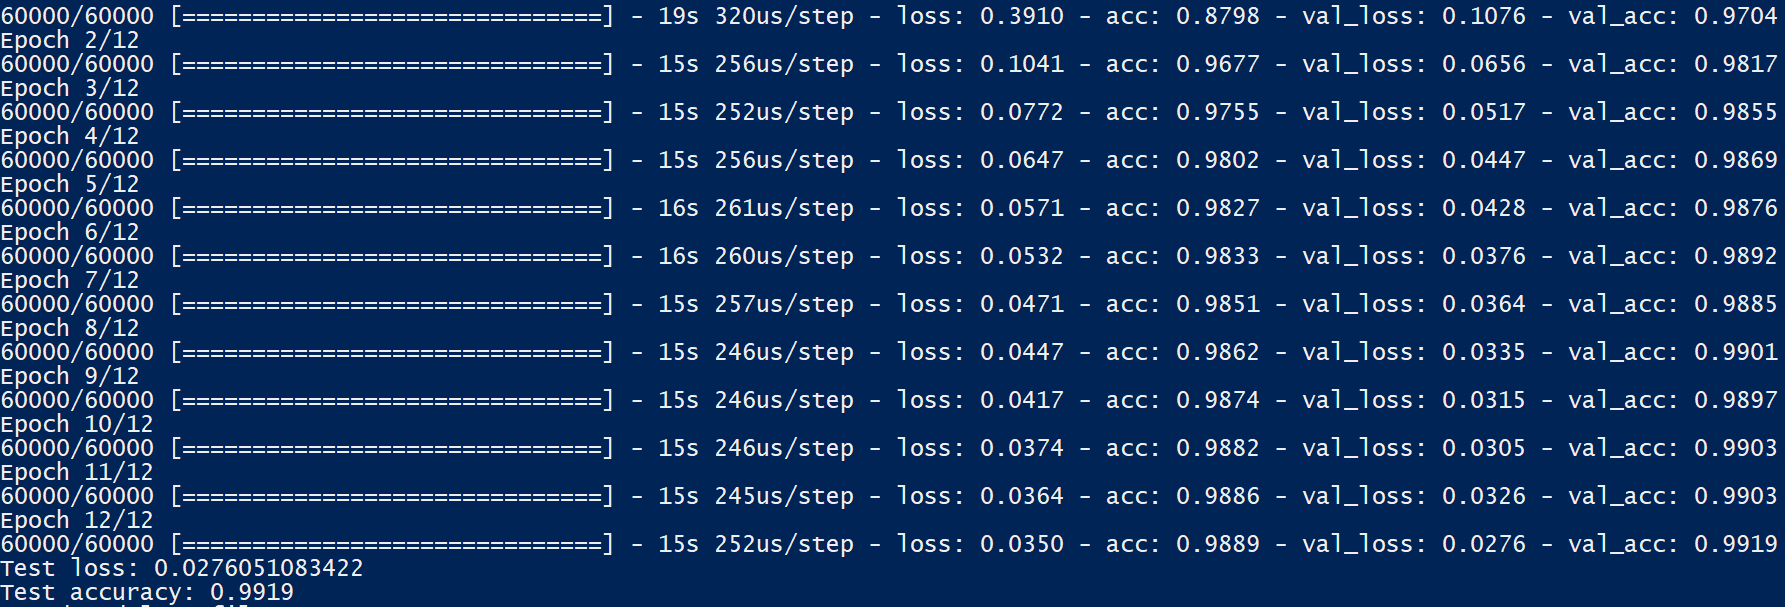 60000/60000 [==============================] - 19s 320us/step - loss: 0.3910 - acc: 0.8798 - val_loss: 0.1076 - val_acc: 0.9704
Epoch 2/12
60000/60000 [==============================] - 15s 256us/step - loss: 0.1041 - acc: 0.9677 - val_loss: 0.0656 - val_acc: 0.9817
Epoch 3/12
60000/60000 [==============================] - 15s 252us/step - loss: 0.0772 - acc: 0.9755 - val_loss: 0.0517 - val_acc: 0.9855
Epoch 4/12
60000/60000 [==============================] - 15s 256us/step - loss: 0.0647 - acc: 0.9802 - val_loss: 0.0447 - val_acc: 0.9869
Epoch 5/12
60000/60000 [==============================] - 16s 261us/step - loss: 0.0571 - acc: 0.9827 - val_loss: 0.0428 - val_acc: 0.9876
Epoch 6/12
60000/60000 [==============================] - 16s 260us/step - loss: 0.0532 - acc: 0.9833 - val_loss: 0.0376 - val_acc: 0.9892
Epoch 7/12
60000/60000 [==============================] - 15s 257us/step - loss: 0.0471 - acc: 0.9851 - val_loss: 0.0364 - val_acc: 0.9885
Epoch 8/12
60000/60000 [==============================] - 15s 246us/step - loss: 0.0447 - acc: 0.9862 - val_loss: 0.0335 - val_acc: 0.9901
Epoch 9/12
60000/60000 [==============================] - 15s 246us/step - loss: 0.0417 - acc: 0.9874 - val_loss: 0.0315 - val_acc: 0.9897
Epoch 10/12
60000/60000 [==============================] - 15s 246us/step - loss: 0.0374 - acc: 0.9882 - val_loss: 0.0305 - val_acc: 0.9903
Epoch 11/12
60000/60000 [==============================] - 15s 245us/step - loss: 0.0364 - acc: 0.9886 - val_loss: 0.0326 - val_acc: 0.9903
Epoch 12/12
60000/60000 [==============================] - 15s 252us/step - loss: 0.0350 - acc: 0.9889 - val_loss: 0.0276 - val_acc: 0.9919
Test loss: 0.0276051083422
Test accuracy: 0.9919